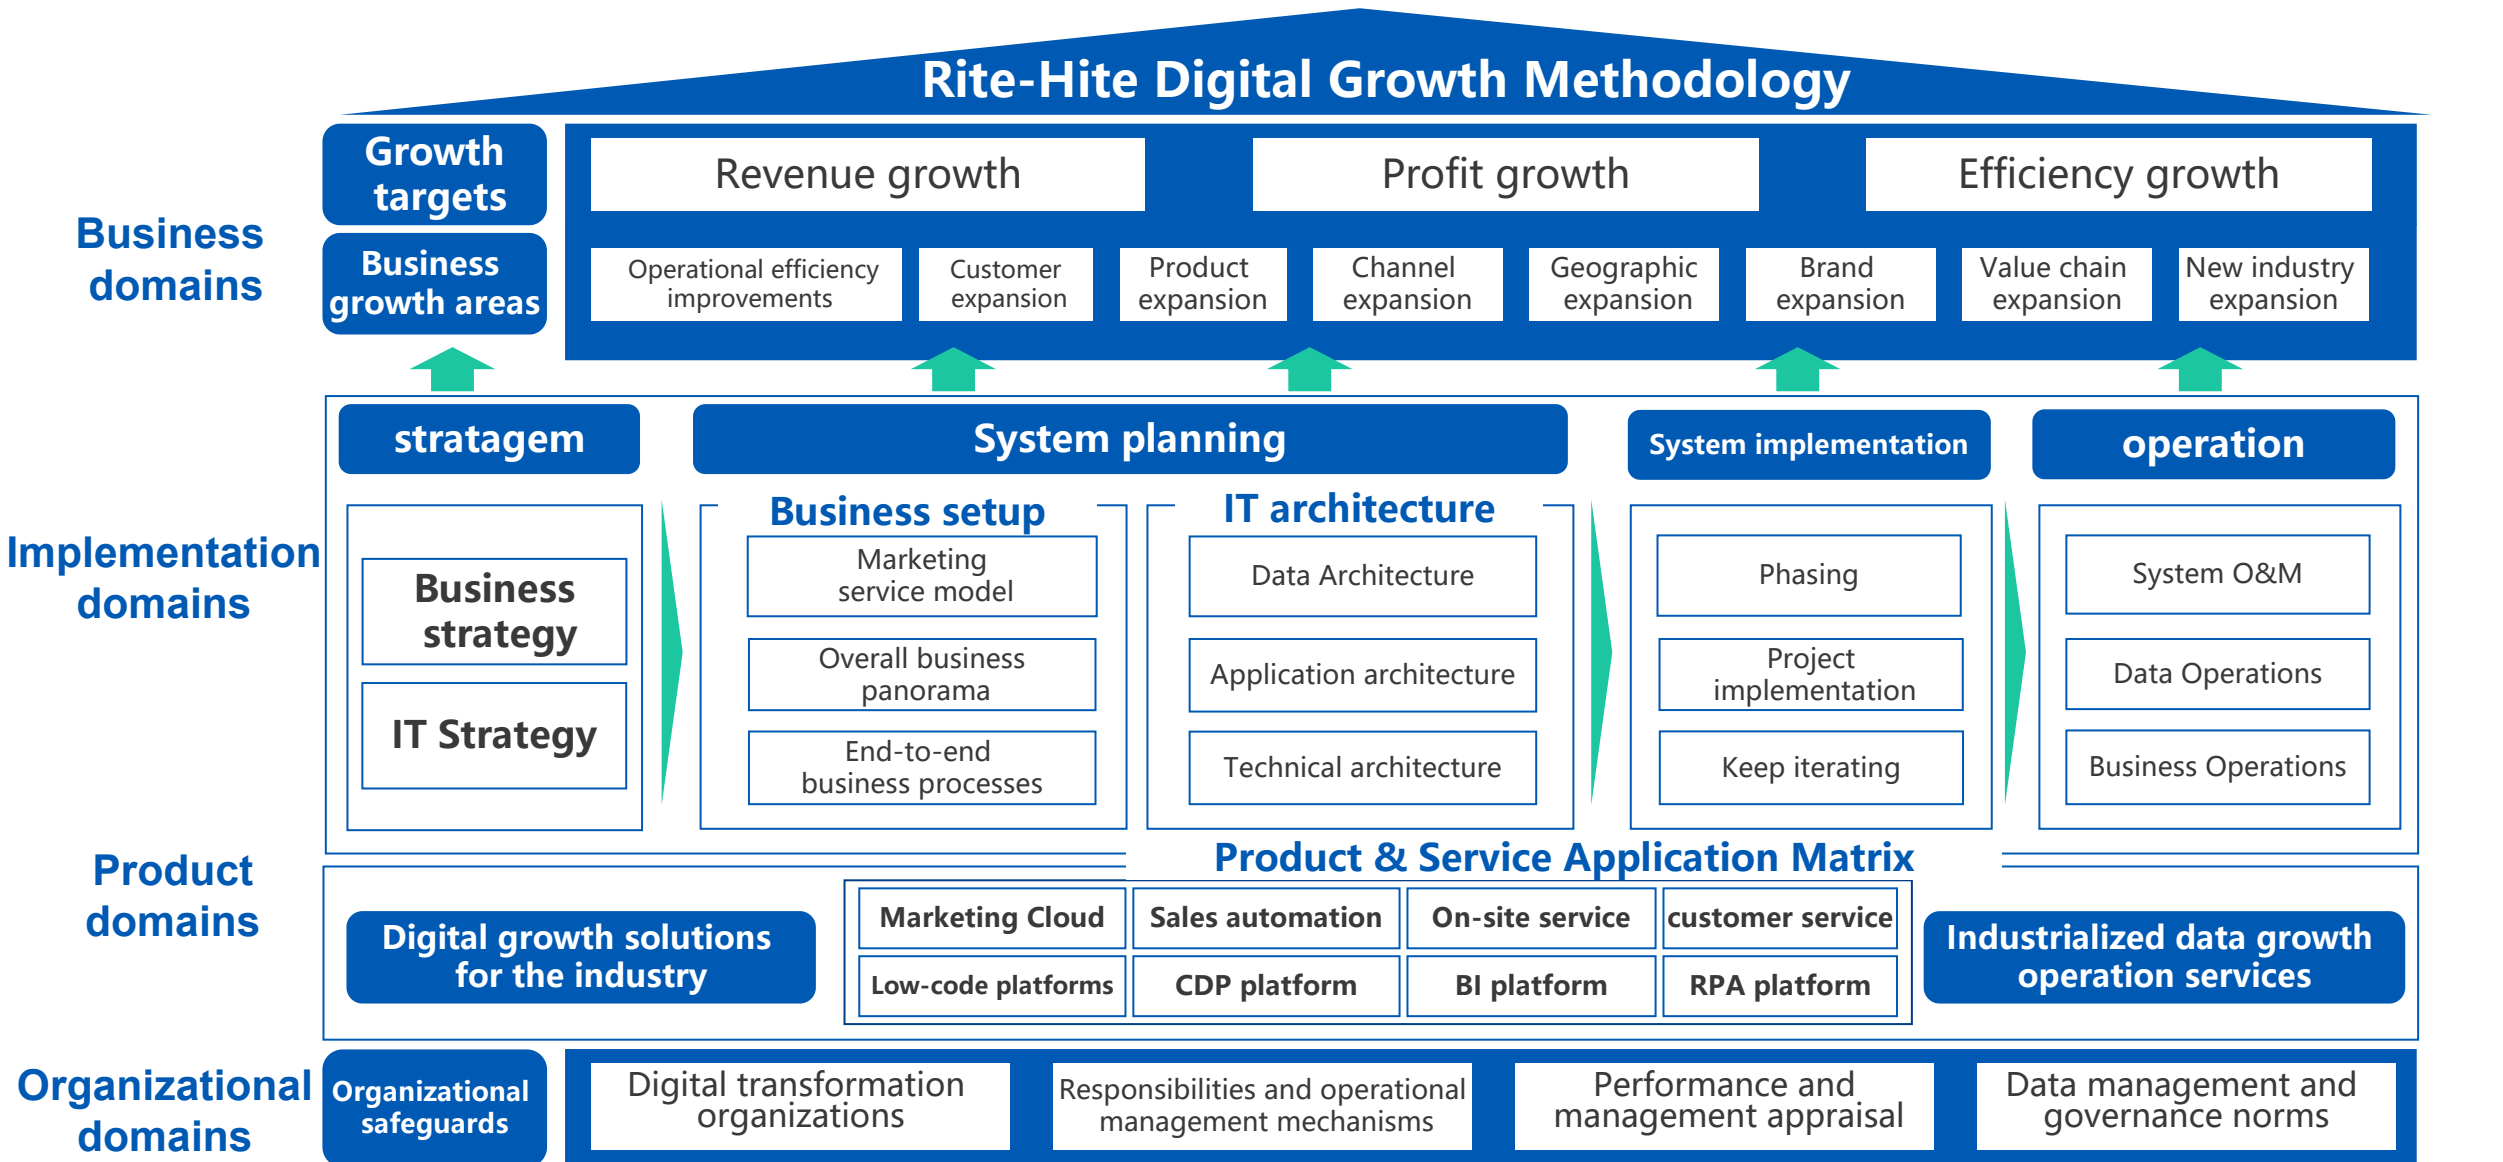 Rite-Hite Digital Growth Methodology
Business
domains
Growth
targets
Revenue growth
Profit growth
Efficiency growth
Business
growth areas
Operational efficiency
improvements
Customer
expansion
Product
expansion
Channel
expansion
Geographic
expansion
Brand
expansion
Value chain
expansion
New industry
expansion
Implementation
domains
stratagem
System planning
System implementation
operation
Business
strategy
IT Strategy
Business setup
Marketing
service model
Overall business
panorama
End-to-end
business processes
IT architecture
Data Architecture
Application architecture
Technical architecture
Phasing
Project
implementation
Keep iterating
System O&M
Data Operations
Business Operations
Product
domains
Product & Service Application Matrix
Digital growth solutions
for the industry
Marketing Cloud
Sales automation
On-site service
customer service
Low-code platforms
CDP platform
BI platform
RPA platform
Industrialized data growth
operation services
Organizational
domains
Organizational
safeguards
Digital transformation
organizations
Responsibilities and operational
management mechanisms
Performance and
management appraisal
Data management and
governance norms